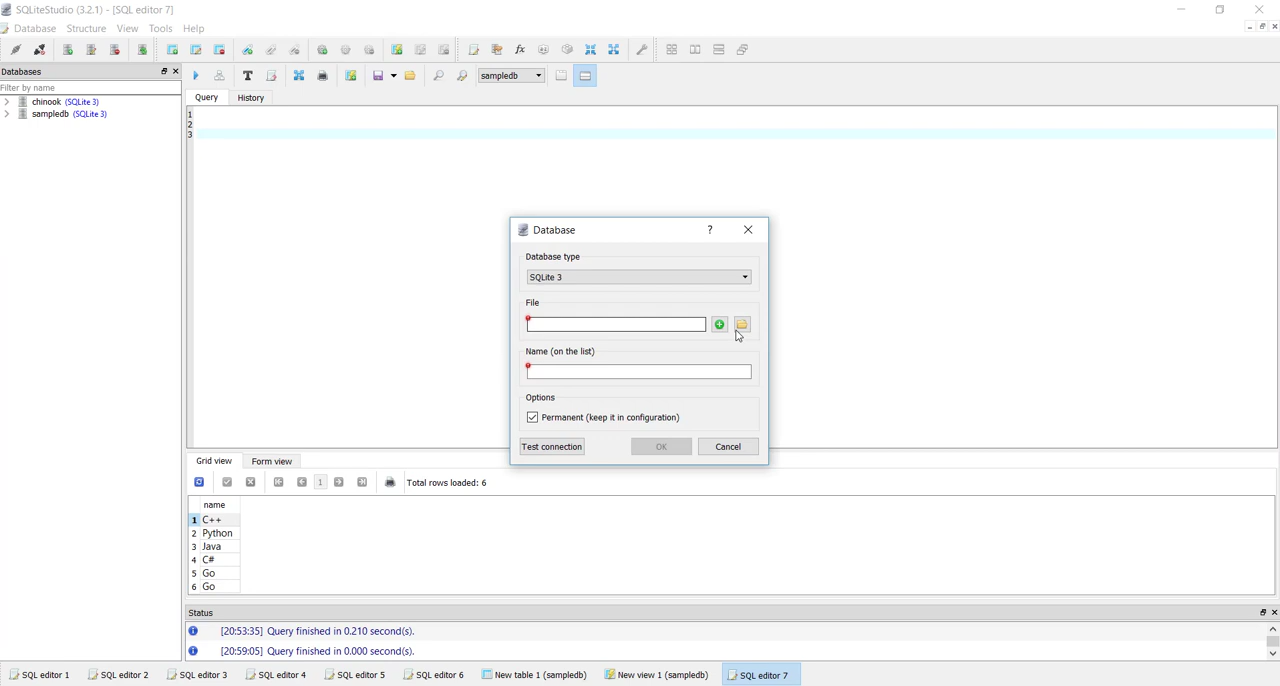 SQLiteStudio (3.2.1) - [SQL editor 7]
Database Structure View Tools Help
Databases
Filter by name
chinook (SQLite 3)
sampledb (SQLite 3)
sampledb
Query History
1
2
3
Database
?
Database type
SQLite 3
File
Name (on the list)
Options
Permanent (keep it in configuration)
Test connection OK Cancel
Grid view Form view
1 Total rows loaded: 6
name
1 C++
2 Python
3 Java
4 C#
5 Go
6 Go
Status
[20:53:35] Query finished in 0.210 second(s).
[20:59:05] Query finished in 0.000 second(s).
SQL editor 1 SQL editor 2 SQL editor 3 SQL editor 4 SQL editor 5 SQL editor 6 New table 1 (sampledb) New view 1 (sampledb) SQL editor 7